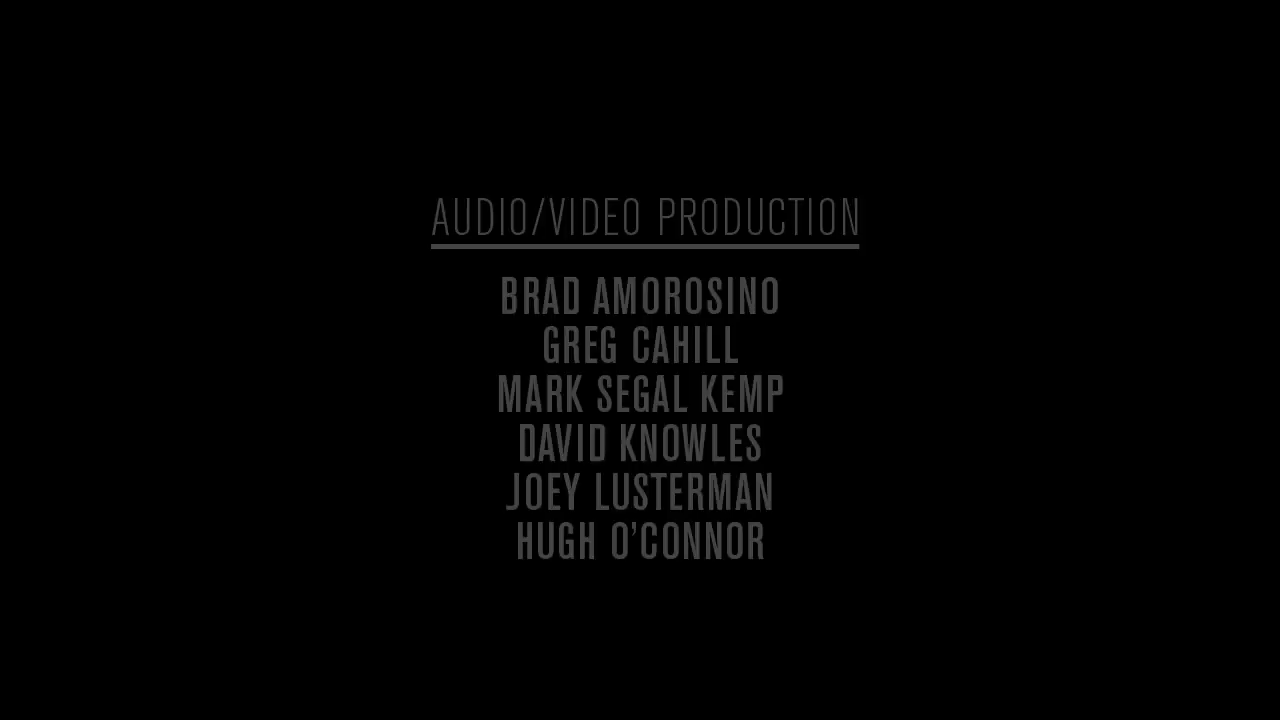 AUDIO/VIDEO PRODUCTION
BRAD AMOROSINO
GREG CAHILL
MARK SEGAL KEMP
DAVID KNOWLES
JOEY LUSTERMAN
HUGH O’CONNOR